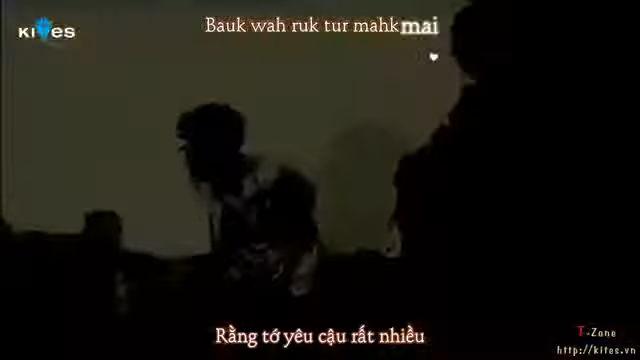 KITES
Bauk wah ruk tur mahk mai
Rằng tớ yêu cậu rất nhiều
T-Zone
http://kites.vn